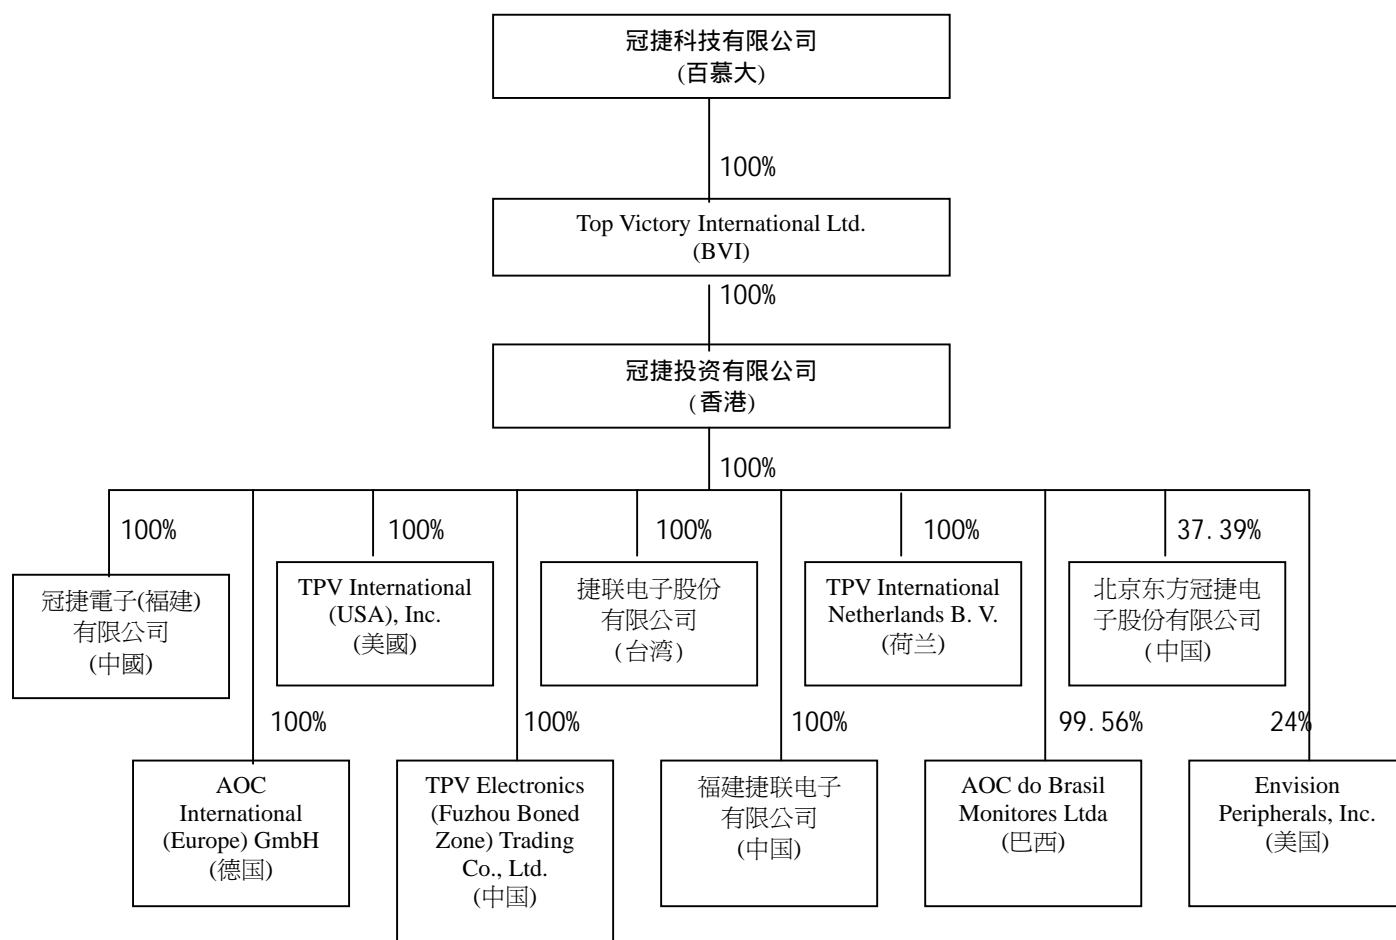 冠捷科技有限公司
(百慕大)
100%
Top Victory International Ltd.
(BVI)
100%
冠捷投资有限公司
(香港)
100%
100%
100%
100%
100%
37.39%
冠捷電子(福建)
有限公司
(中國)
TPV International
(USA), Inc.
(美國)
捷联电子股份
有限公司
(台湾)
TPV International
Netherlands B. V.
(荷兰)
北京东方冠捷电
子股份有限公司
(中国)
100%
100%
100%
99.56%
24%
AOC
International
(Europe) GmbH
(德国)
TPV Electronics
(Fuzhou Boned
Zone) Trading
Co., Ltd.
(中国)
福建捷联电子
有限公司
(中国)
AOC do Brasil
Monitores Ltda
(巴西)
Envision
Peripherals, Inc.
(美国)